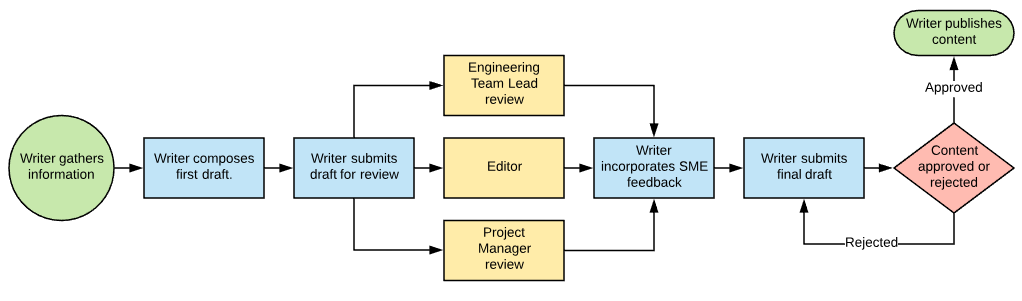 Writer gathers
information
Writer composes
first draft.
Writer submits
draft for review
Engineering
Team Lead
review
Editor
Project
Manager
review
Writer
incorporates SME
feedback
Writer submits
final draft
Content
approved or
rejected
Rejected
Approved
Writer publishes
content